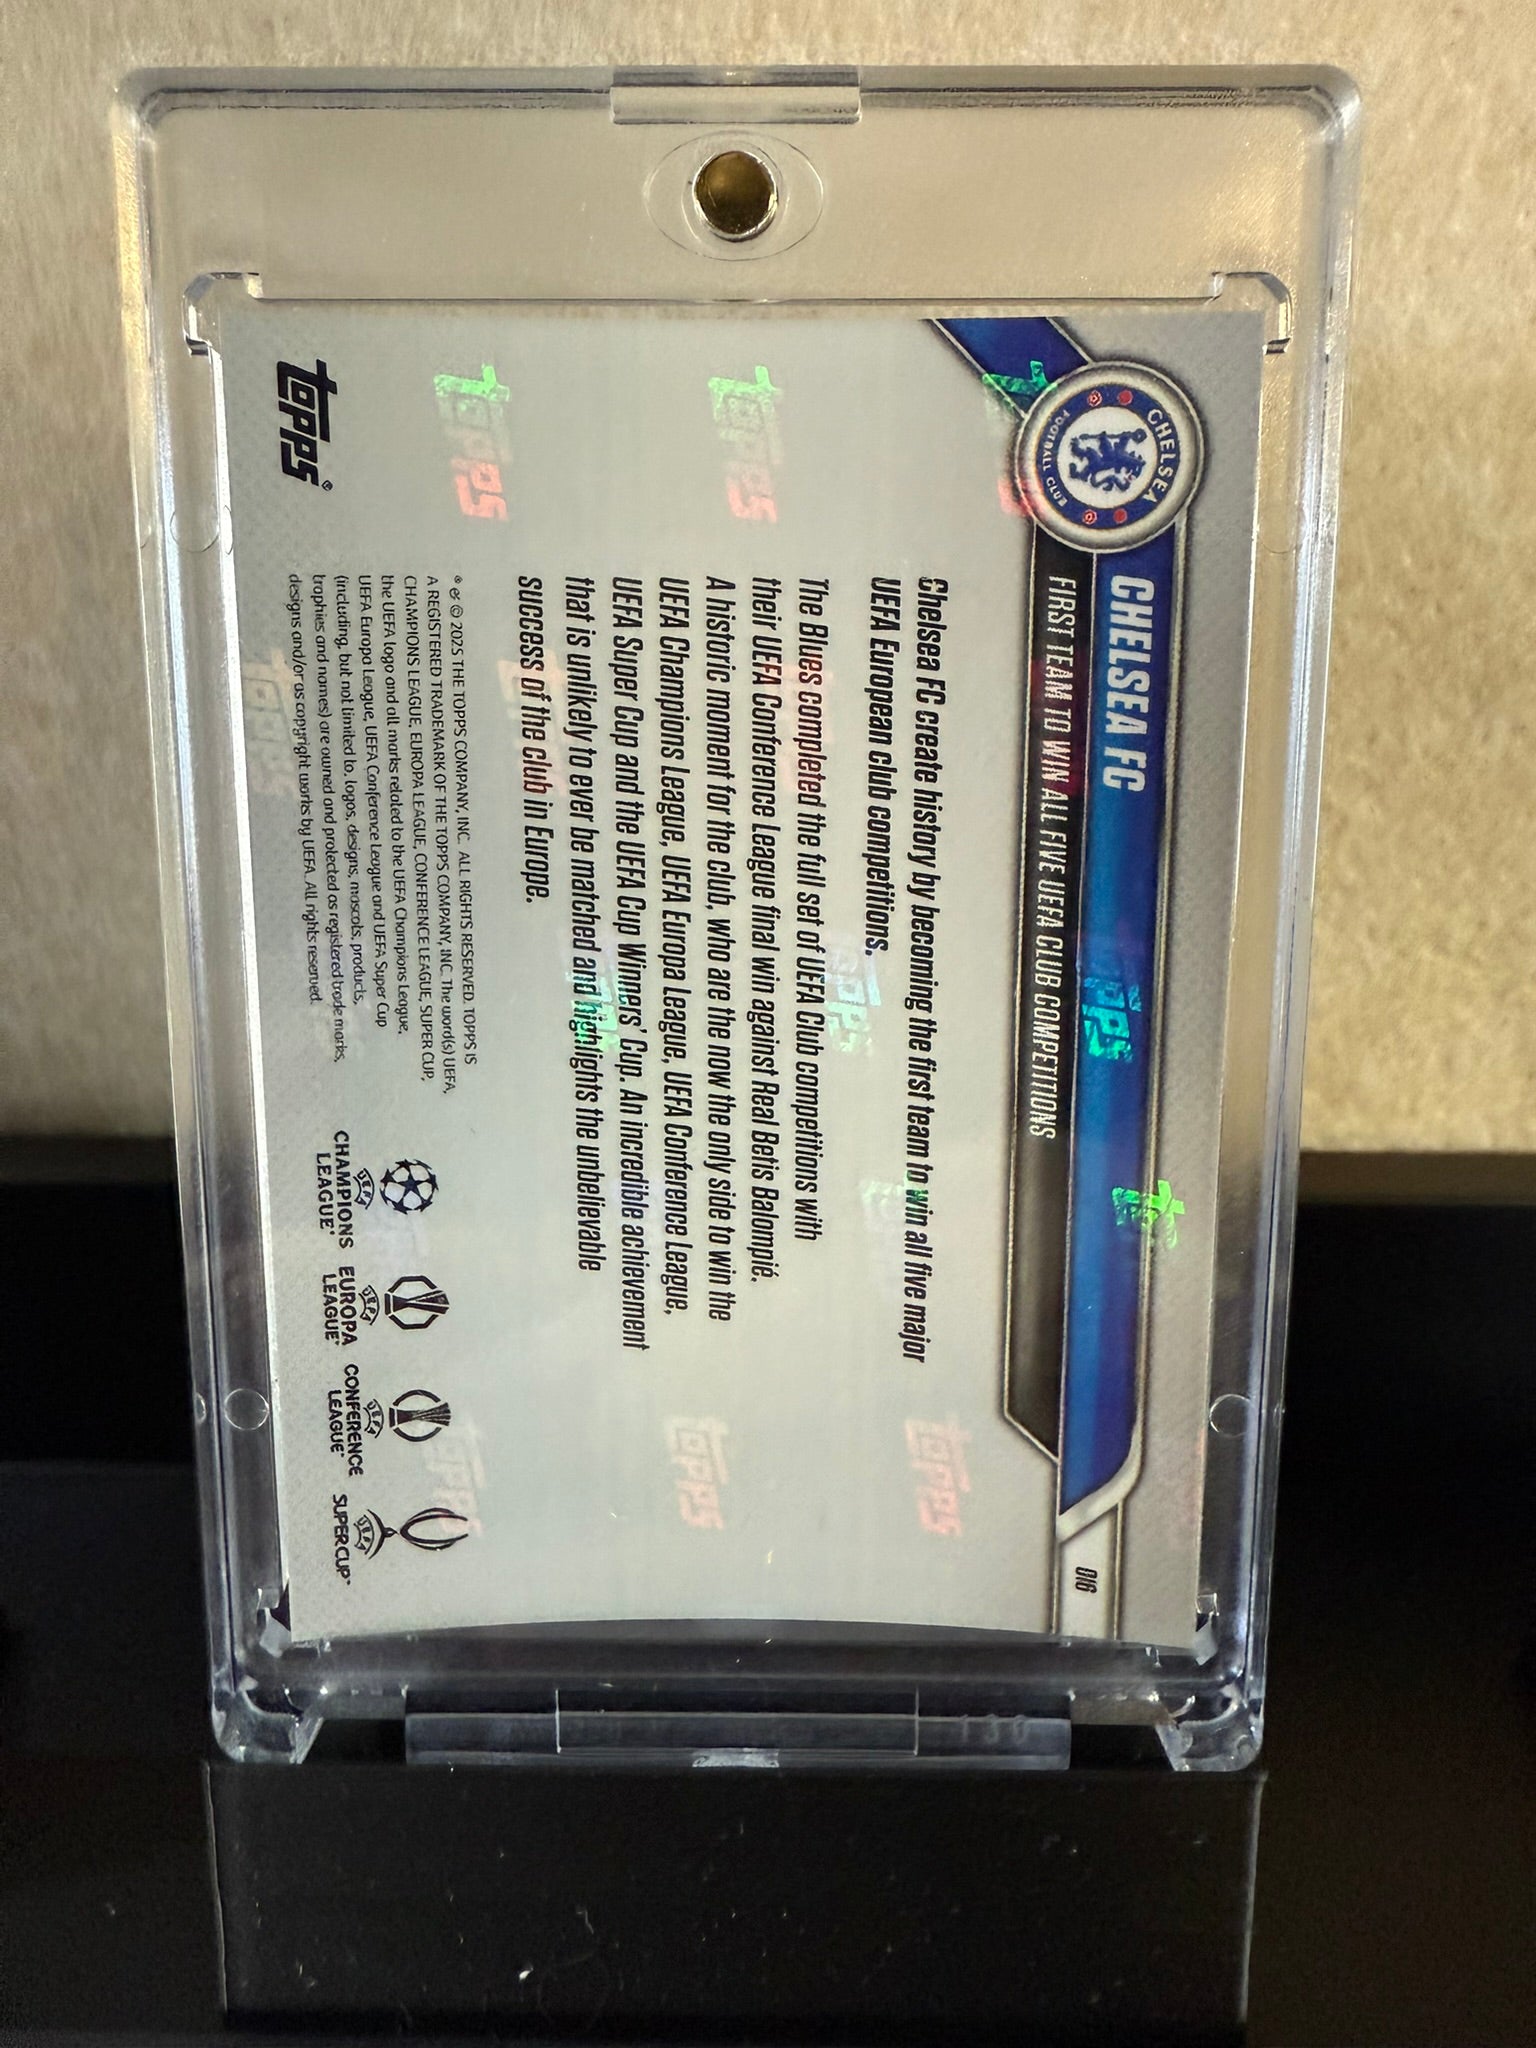 CHELSEA FC
FIRST TEAM TO WIN ALL FIVE UEFA CLUB COMPETITIONS
016
CHELSEA
FOOTBALL CLUB
Chelsea FC create history by becoming the first team to win all five major
UEFA European club competitions.
The Blues completed the full set of UEFA Club competitions with
their UEFA Conference League final win against Real Betis Balompié.
A historic moment for the club, who are the now the only side to win the
UEFA Champions League, UEFA Europa League, UEFA Conference League,
UEFA Super Cup and the UEFA Cup Winners' Cup. An incredible achievement
that is unlikely to ever be matched and highlights the unbelievable
success of the club in Europe.
® & © 2025 THE TOPPS COMPANY, INC. ALL RIGHTS RESERVED. TOPPS IS
A REGISTERED TRADEMARK OF THE TOPPS COMPANY, INC. The word(s) UEFA,
CHAMPIONS LEAGUE, EUROPA LEAGUE, CONFERENCE LEAGUE, SUPER CUP,
the UEFA logo and all marks related to the UEFA Champions League,
UEFA Europa League, UEFA Conference League and UEFA Super Cup
(including, but not limited to, logos, designs, mascots, products,
trophies and names) are owned and protected as registered trade marks,
designs and/or as copyright works by UEFA. All rights reserved.
topps®
UEFA
CHAMPIONS
LEAGUE
UEFA
EUROPA
LEAGUE
UEFA
CONFERENCE
LEAGUE
UEFA
SUPERCUP
topps
topps
topps
topps
topps
130